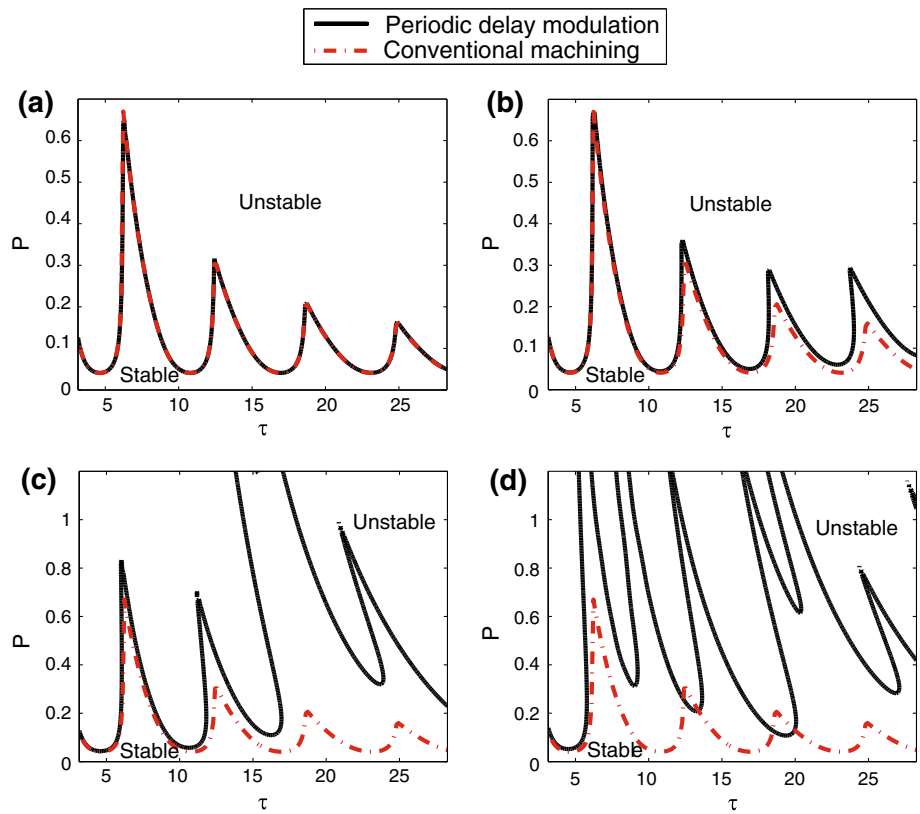 Periodic delay modulation
Conventional machining
(a)
0.6
0.5
0.4
0.3
0.2
0.1
0
P
Unstable
Stable
5
10
15
20
25
τ
(b)
0.6
0.5
0.4
0.3
0.2
0.1
0
P
Unstable
Stable
5
10
15
20
25
τ
(c)
1
0.8
0.6
0.4
0.2
0
P
Unstable
Stable
5
10
15
20
25
τ
(d)
1
0.8
0.6
0.4
0.2
0
P
Unstable
Stable
5
10
15
20
25
τ